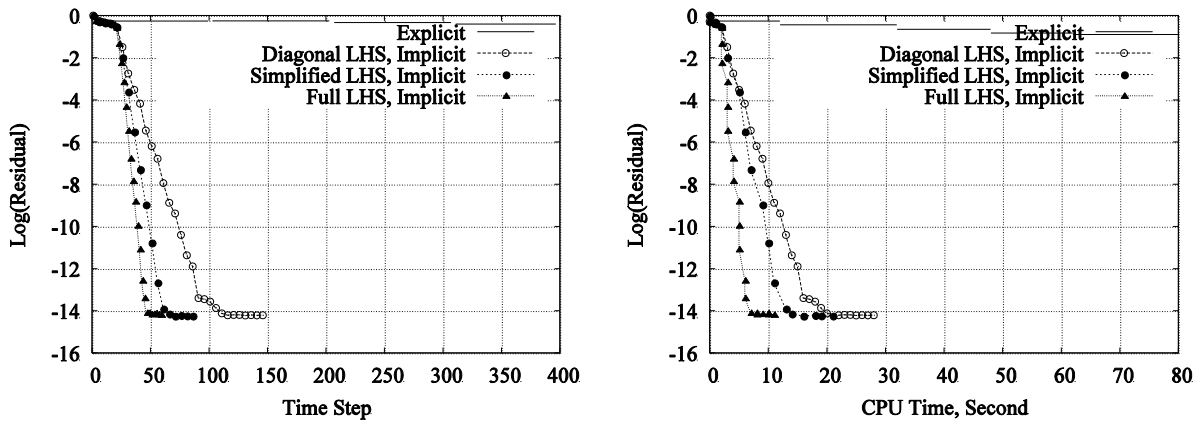 0
-2
-4
-6
-8
-10
-12
-14
-16
Log(Residual)
0 50 100 150 200 250 300 350 400
Time Step
Explicit
Diagonal LHS, Implicit
Simplified LHS, Implicit
Full LHS, Implicit
0
-2
-4
-6
-8
-10
-12
-14
-16
Log(Residual)
0 10 20 30 40 50 60 70 80
CPU Time, Second
Explicit
Diagonal LHS, Implicit
Simplified LHS, Implicit
Full LHS, Implicit